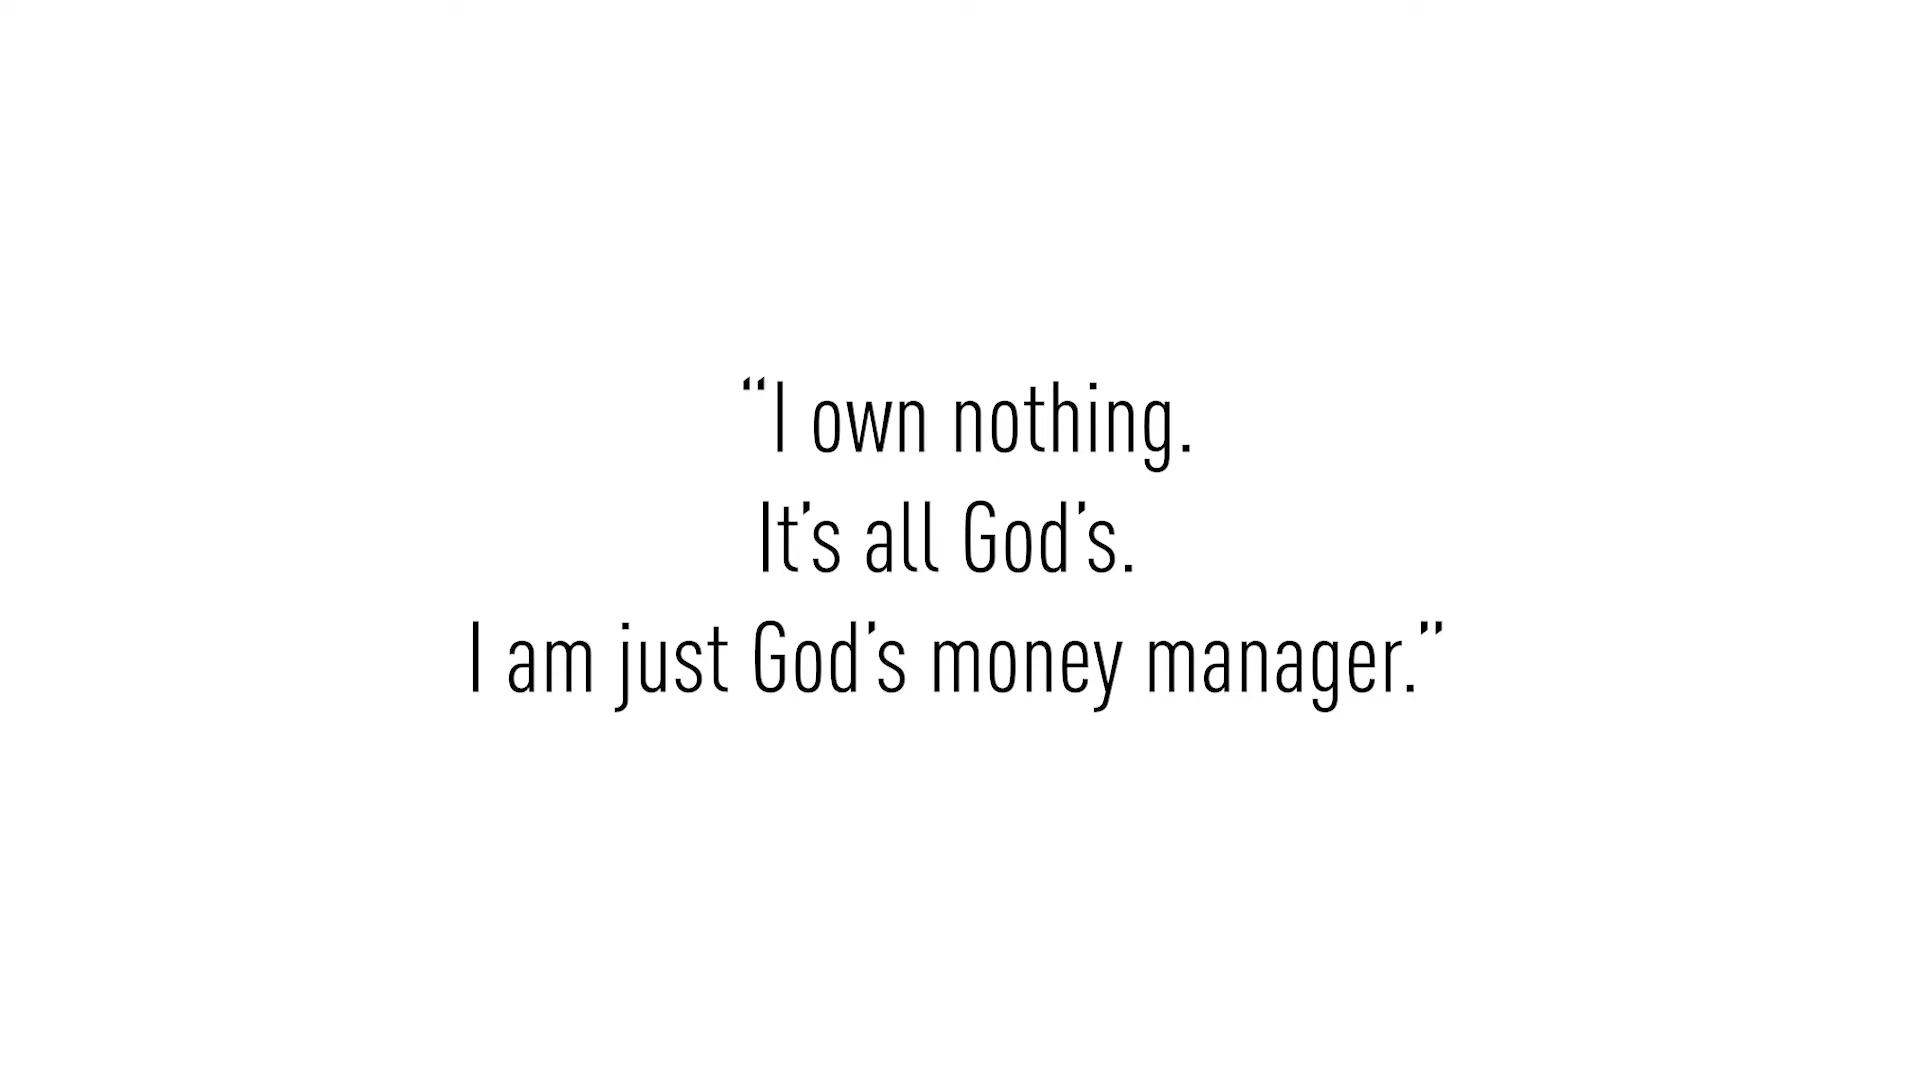 “I own nothing.
It’s all God’s.
I am just God’s money manager.”